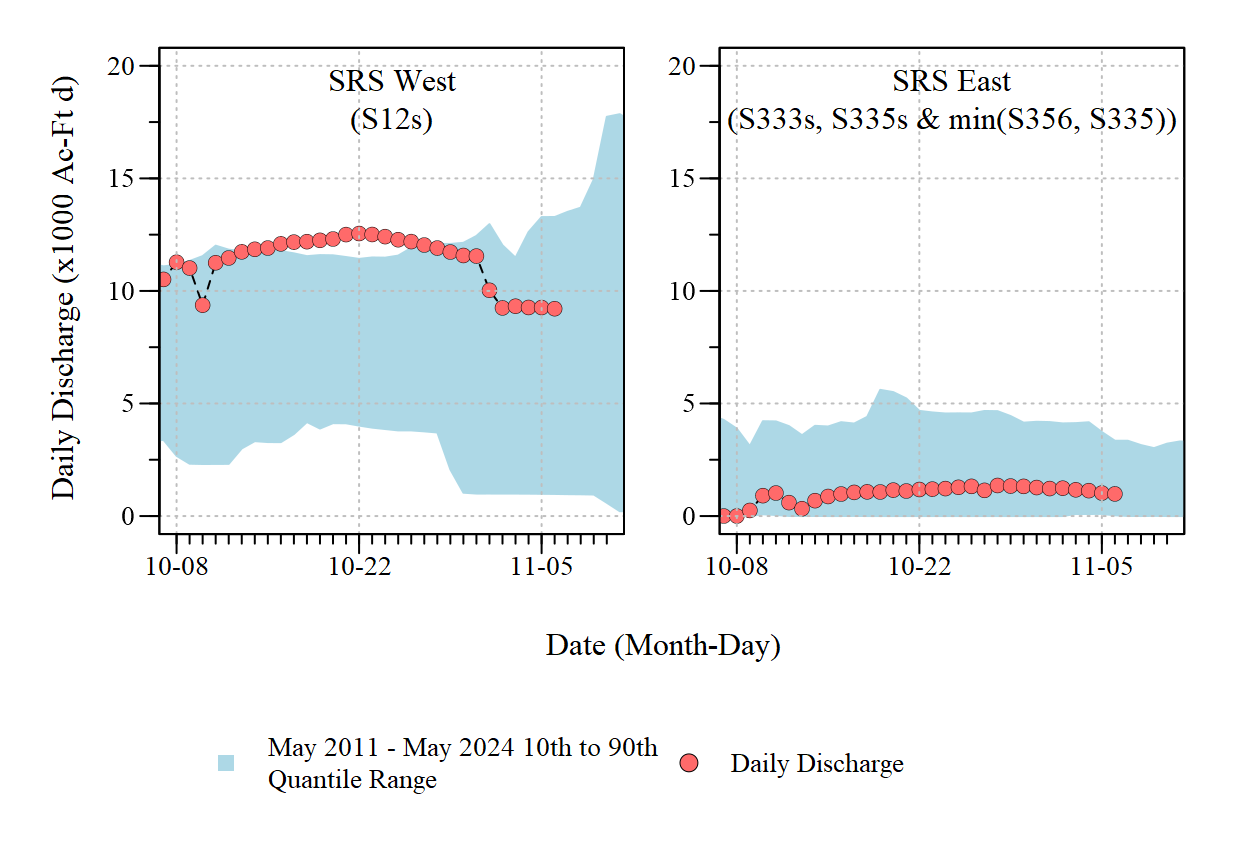 SRS West
(S12s)
SRS East
(S333s, S335s & min(S356, S335))
Daily Discharge (x1000 Ac-Ft d)
20
15
10
5
0
10-08
10-22
11-05
20
15
10
5
0
10-08
10-22
11-05
Date (Month-Day)
May 2011 - May 2024 10th to 90th
Quantile Range
Daily Discharge